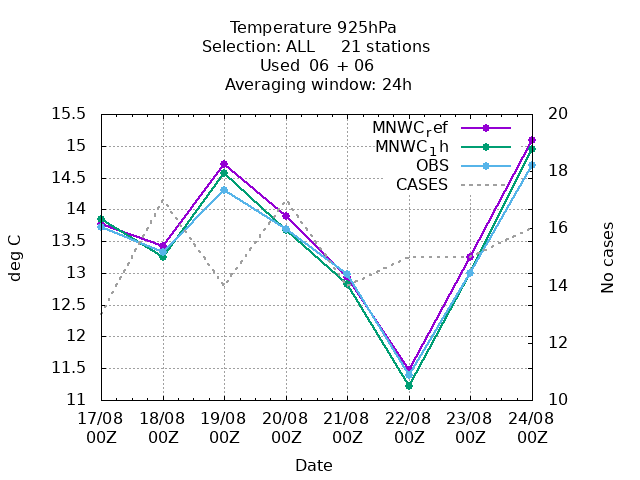 Temperature 925hPa
Selection: ALL     21 stations
Used  06 + 06
Averaging window: 24h
15.5
15
14.5
14
13.5
13
12.5
12
11.5
11
20
18
16
14
12
10
MNWCref
MNWC1h
OBS
CASES
deg C
No cases
17/08 18/08 19/08 20/08 21/08 22/08 23/08 24/08
00Z 00Z 00Z 00Z 00Z 00Z 00Z 00Z
Date